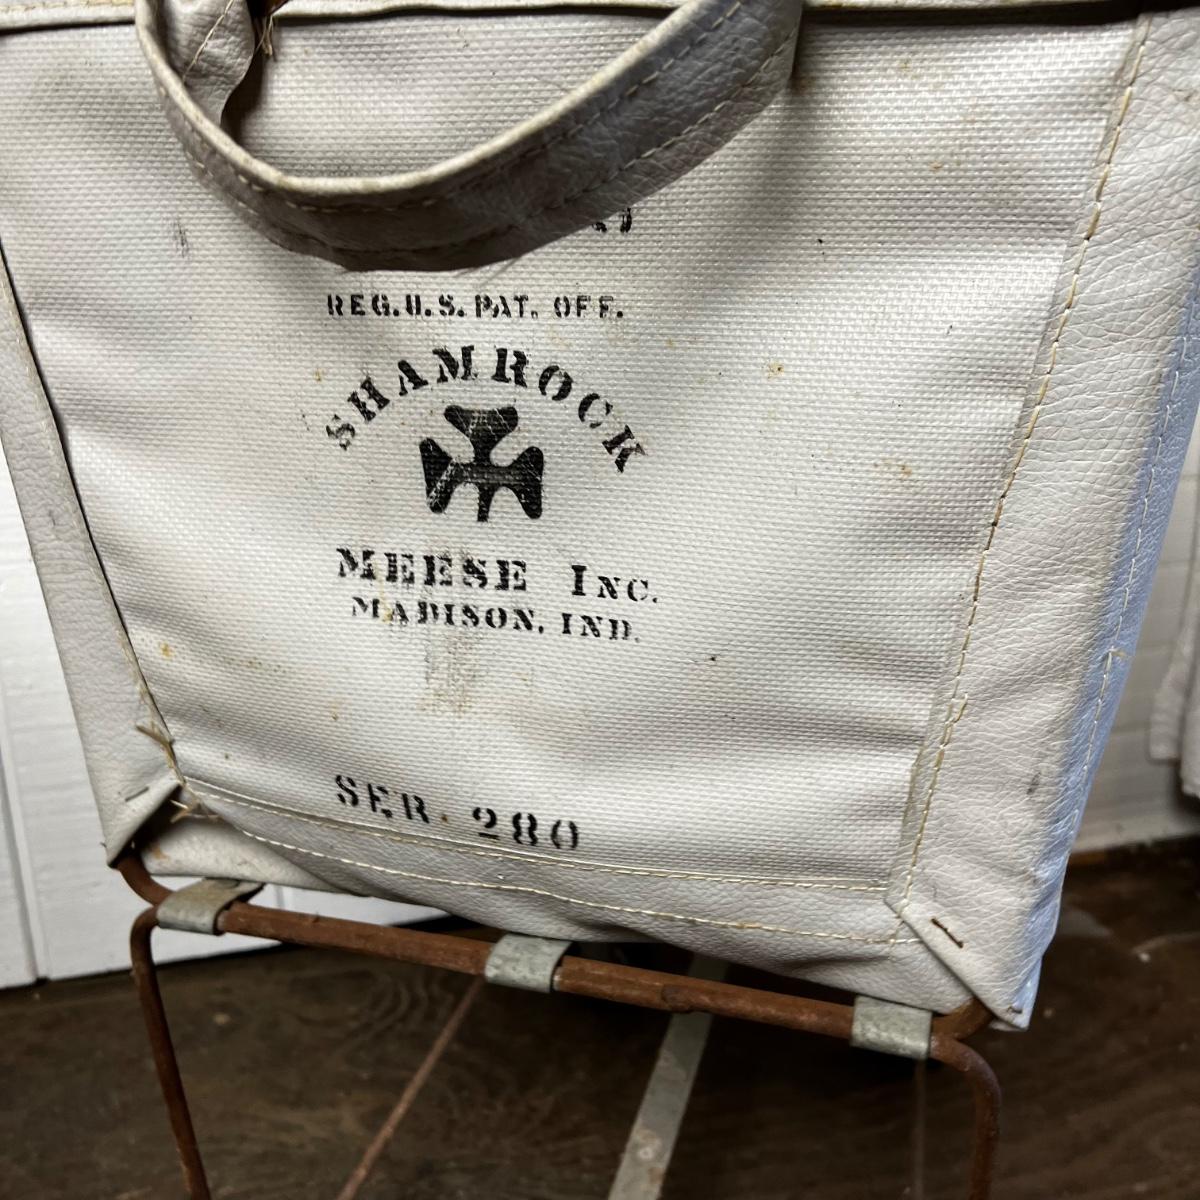 REG. U.S. PAT. OFF.
SHAMROCK
MEESE INC.
MADISON, IND.
SER. 280